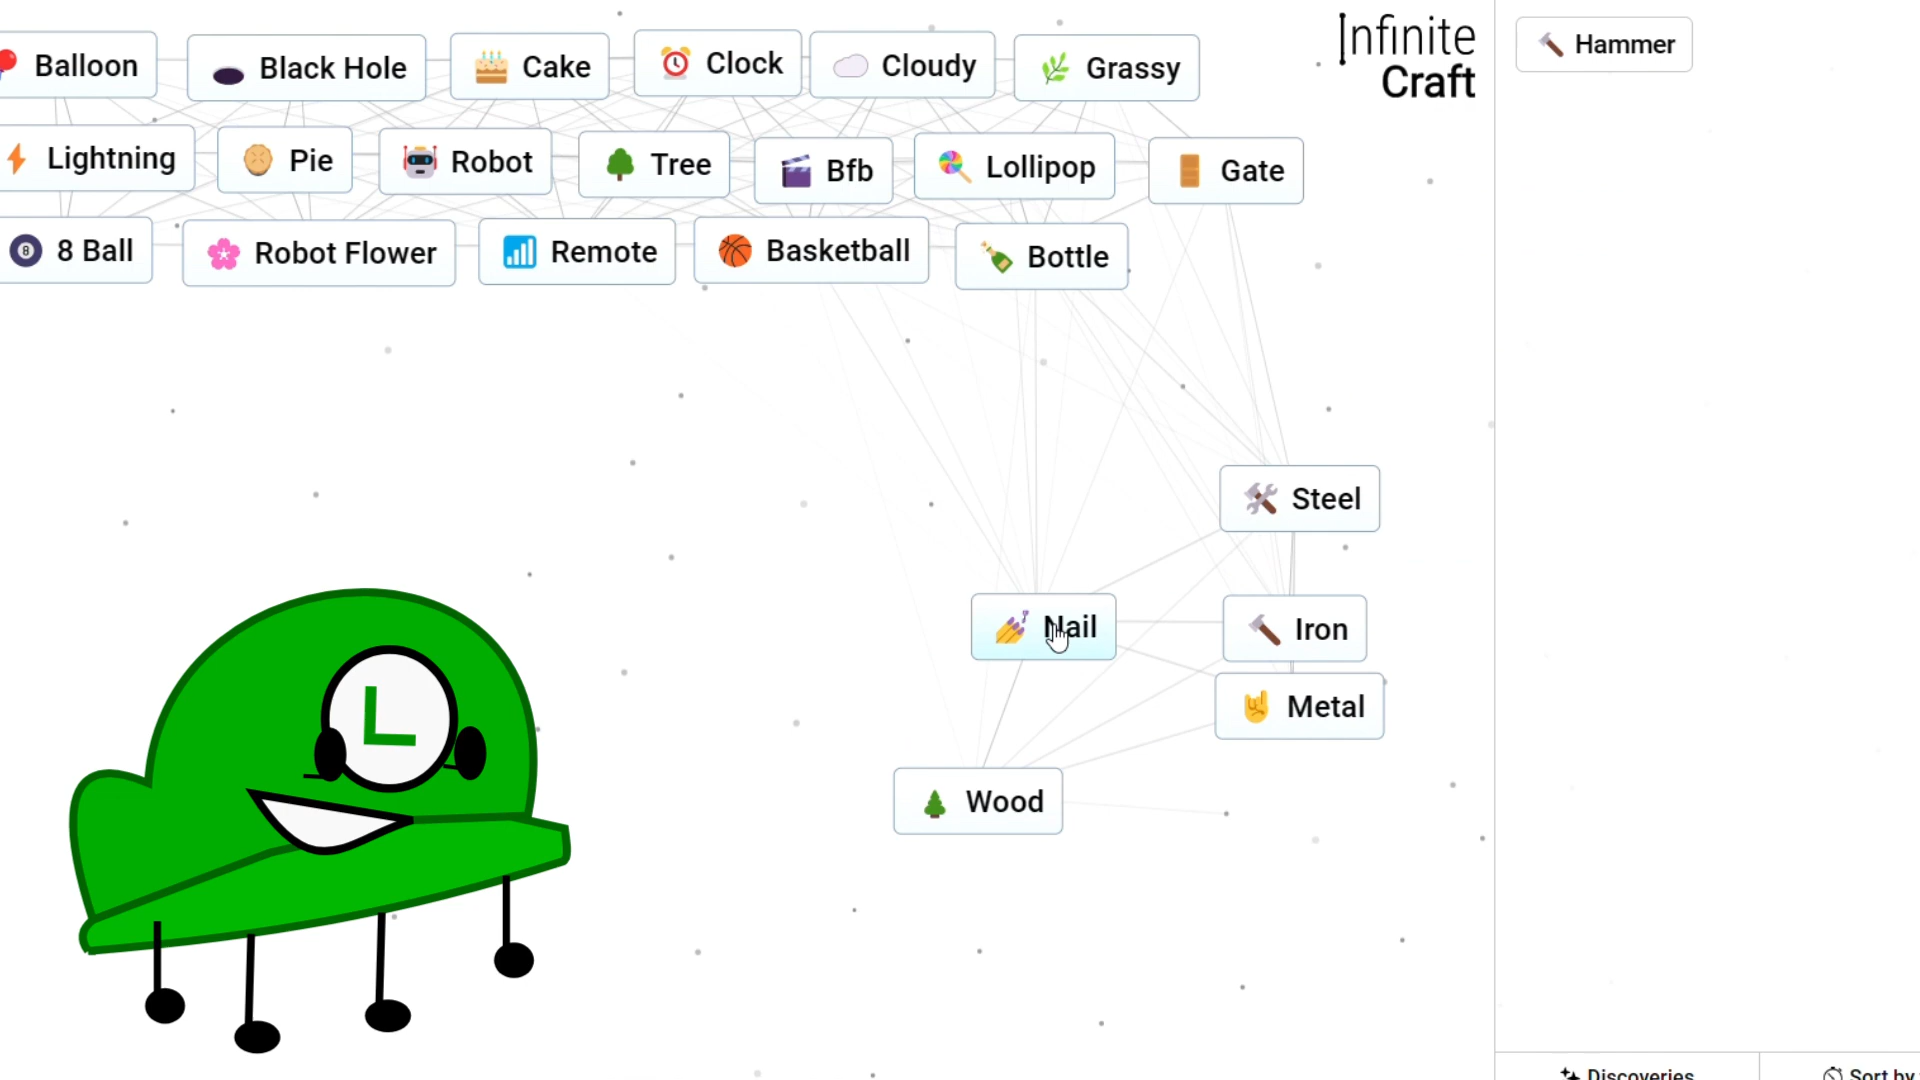 Balloon
Black Hole
Cake
Clock
Cloudy
Grassy
Infinite
Craft
Hammer
Lightning
Pie
Robot
Tree
Bfb
Lollipop
Gate
8 Ball
Robot Flower
Remote
Basketball
Bottle
Steel
Nail
Iron
Metal
Wood
L
Discoveries
Sort by